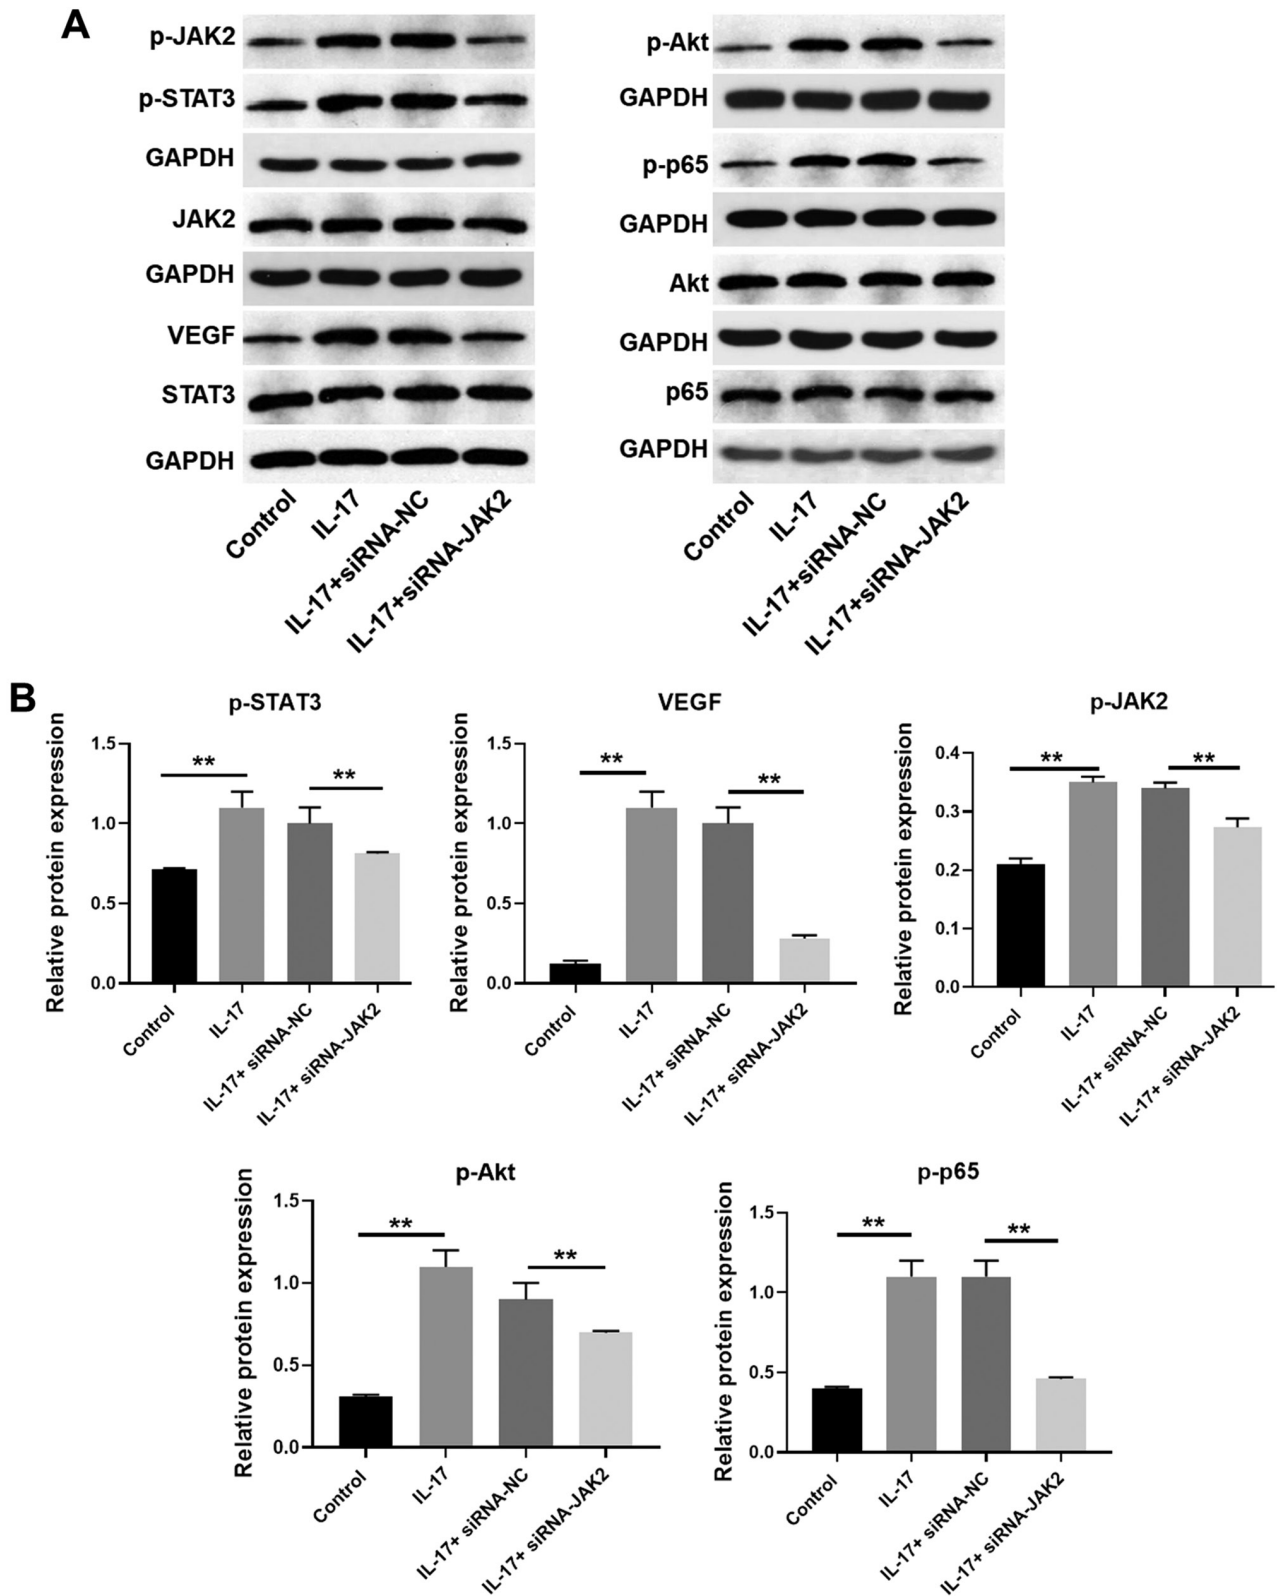 A
p-JAK2
p-STAT3
GAPDH
JAK2
GAPDH
VEGF
STAT3
GAPDH
Control
IL-17
IL-17+siRNA-NC
IL-17+siRNA-JAK2
p-Akt
GAPDH
p-p65
GAPDH
Akt
GAPDH
p65
GAPDH
Control
IL-17
IL-17+siRNA-NC
IL-17+siRNA-JAK2
B
p-STAT3
Relative protein expression
1.5
1.0
0.5
0.0
**
**
Control
IL-17
IL-17+ siRNA-NC
IL-17+ siRNA-JAK2
VEGF
Relative protein expression
1.5
1.0
0.5
0.0
**
**
Control
IL-17
IL-17+ siRNA-NC
IL-17+ siRNA-JAK2
p-JAK2
Relative protein expression
0.4
0.3
0.2
0.1
0.0
**
**
Control
IL-17
IL-17+ siRNA-NC
IL-17+ siRNA-JAK2
p-Akt
Relative protein expression
1.5
1.0
0.5
0.0
**
**
Control
IL-17
IL-17+ siRNA-NC
IL-17+ siRNA-JAK2
p-p65
Relative protein expression
1.5
1.0
0.5
0.0
**
**
Control
IL-17
IL-17+ siRNA-NC
IL-17+ siRNA-JAK2